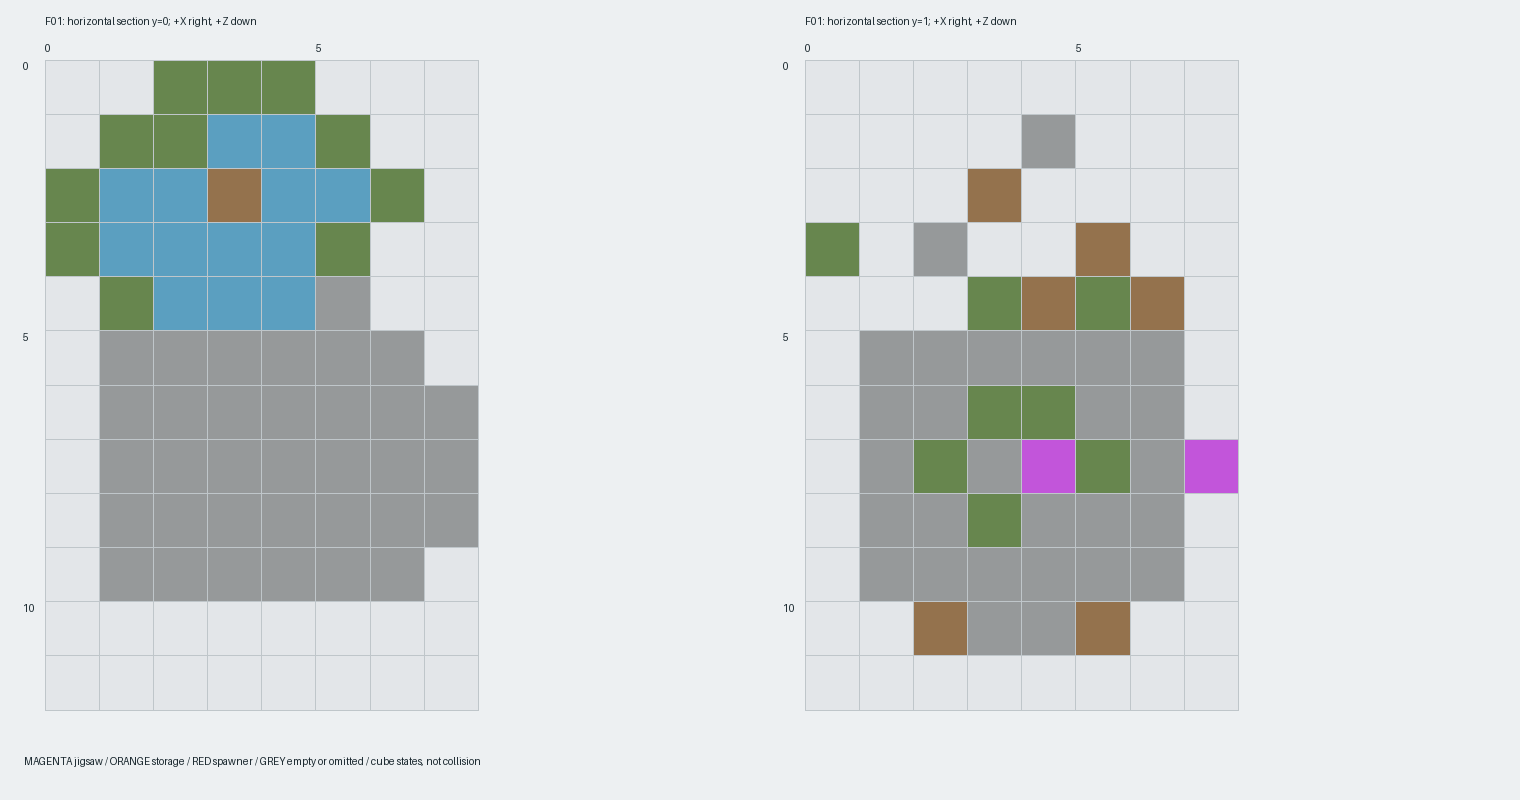 F01: horizontal section y=0; +X right, +Z down
F01: horizontal section y=1; +X right, +Z down
0 5
0 5
0
0
5
5
10
10
MAGENTA jigsaw / ORANGE storage / RED spawner / GREY empty or omitted / cube states, not collision